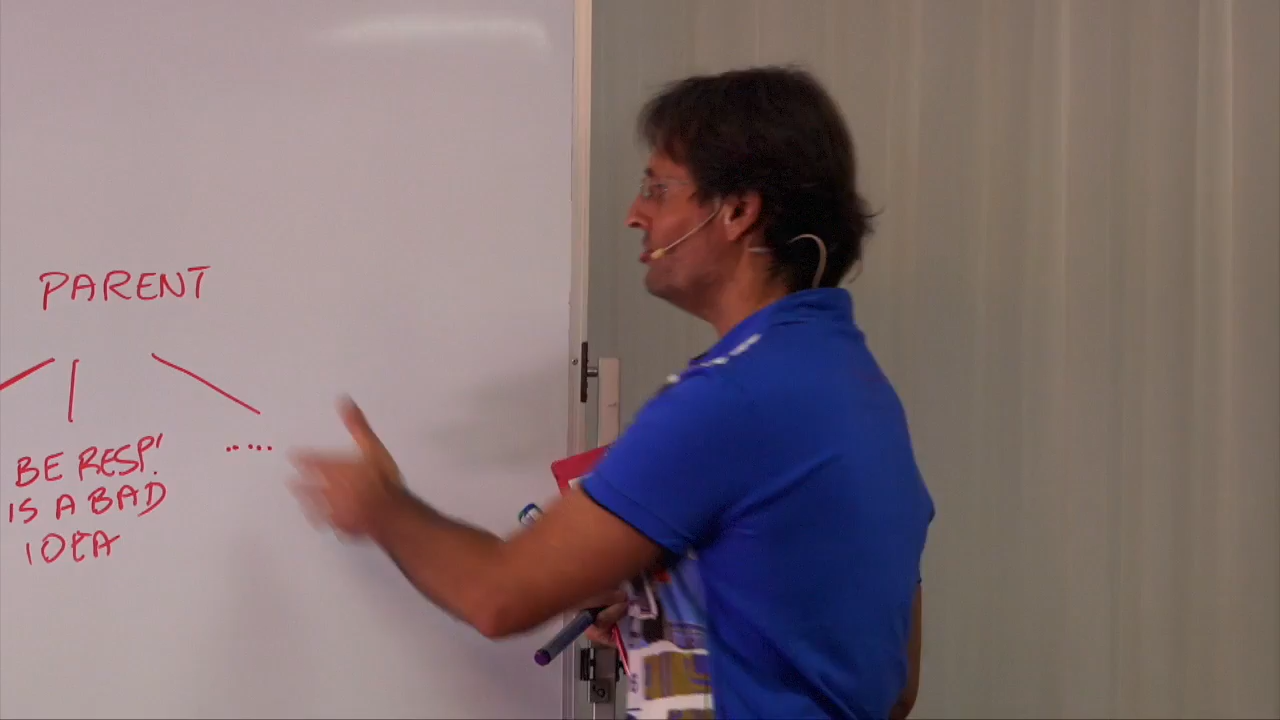 PARENT
BE RESP!
.....
IS A BAD
IDEA